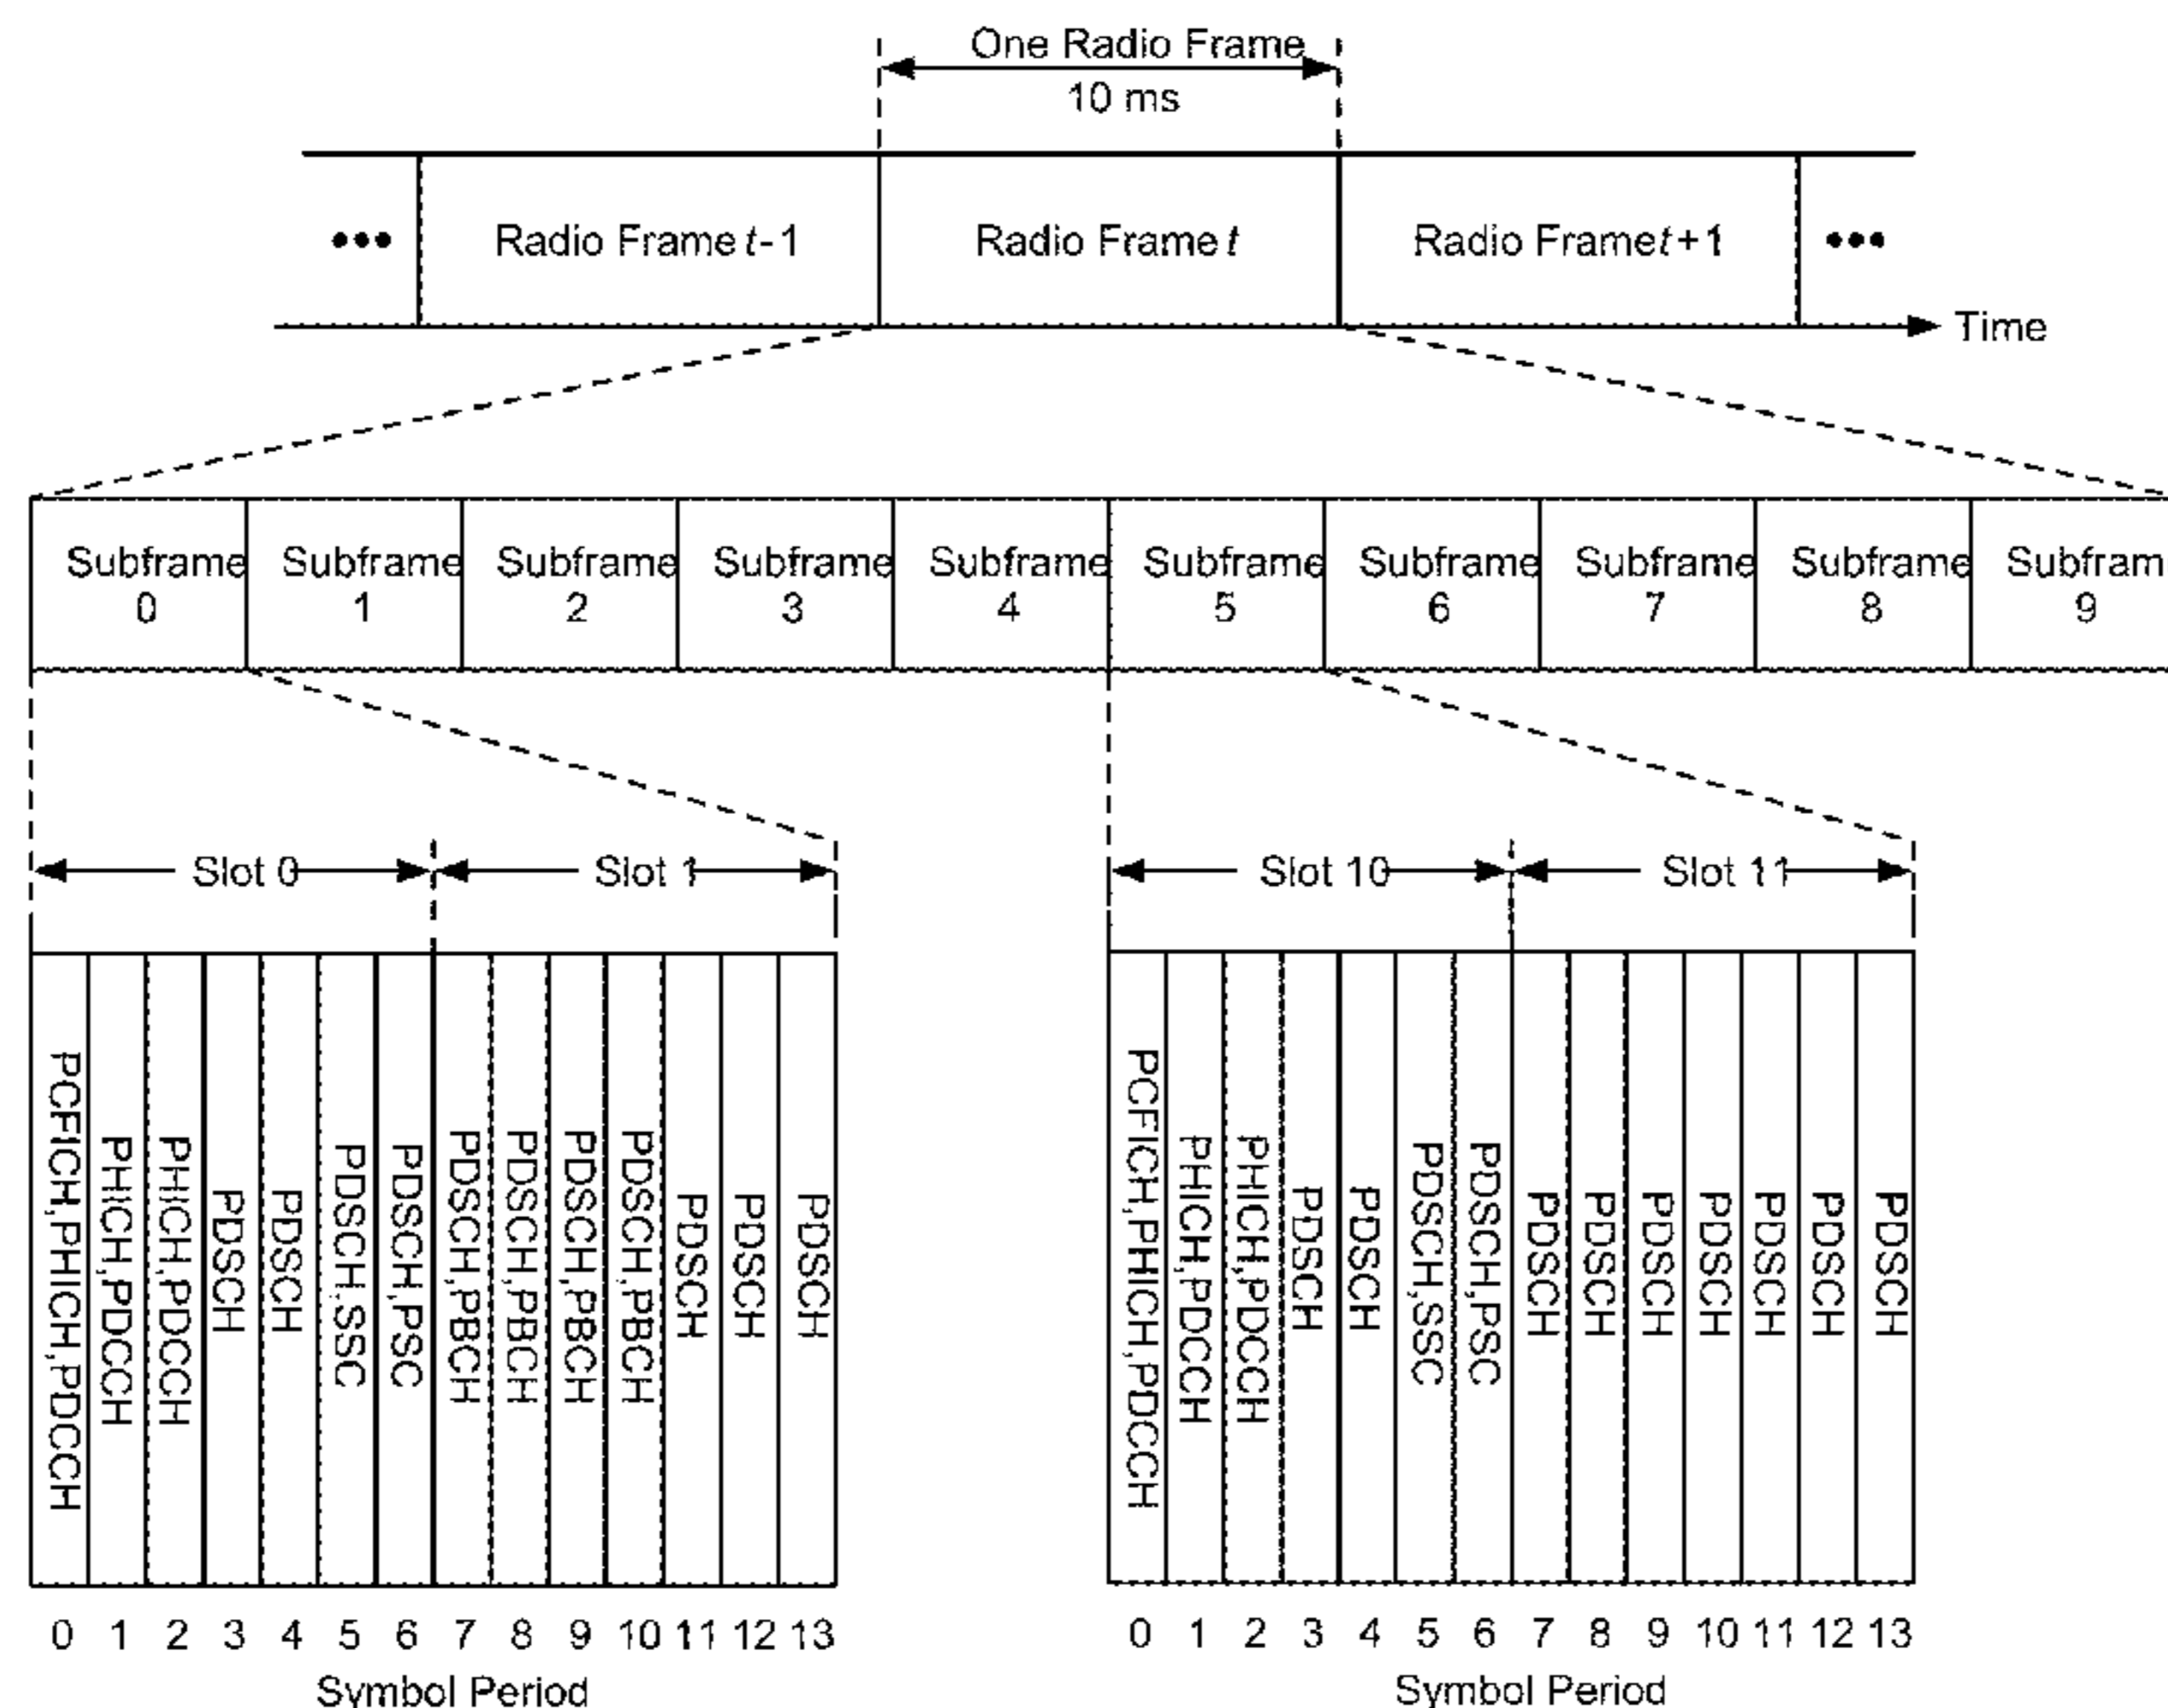 One Radio Frame
10 ms
••• Radio Frame t-1 Radio Frame t Radio Frame t+1 •••
Time
Subframe 0
Subframe 1
Subframe 2
Subframe 3
Subframe 4
Subframe 5
Subframe 6
Subframe 7
Subframe 8
Subfram 9
Slot 0 Slot 1
PCFICH,PHICH,PDCCH
PHICH,PDCCH
PHICH,PDCCH
PDSCH
PDSCH
PDSCH,SSC
PDSCH,PSC
PDSCH,PBCH
PDSCH,PBCH
PDSCH,PBCH
PDSCH,PBCH
PDSCH
PDSCH
PDSCH
0 1 2 3 4 5 6 7 8 9 10 11 12 13
Symbol Period
Slot 10 Slot 11
PCFICH,PHICH,PDCCH
PHICH,PDCCH
PHICH,PDCCH
PDSCH
PDSCH
PDSCH,SSC
PDSCH,PSC
PDSCH
PDSCH
PDSCH
PDSCH
PDSCH
PDSCH
PDSCH
0 1 2 3 4 5 6 7 8 9 10 11 12 13
Symbol Period